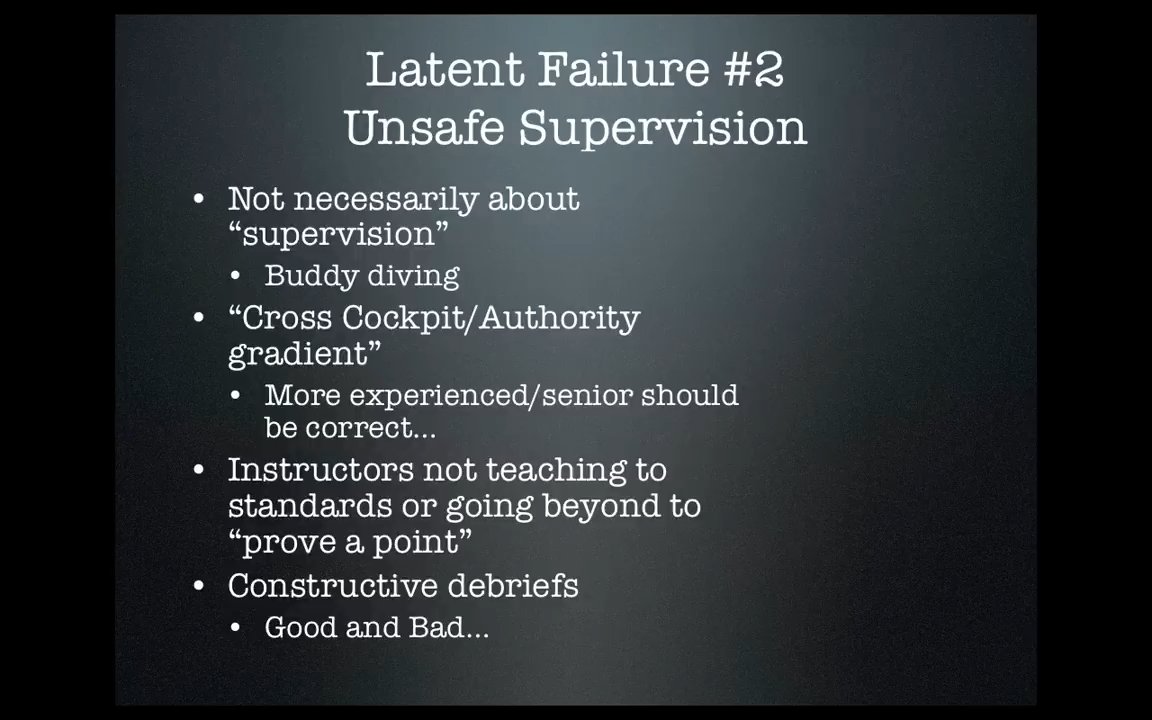 Latent Failure #2
Unsafe Supervision
• Not necessarily about
“supervision”
• Buddy diving
• “Cross Cockpit/Authority
gradient”
• More experienced/senior should
be correct...
• Instructors not teaching to
standards or going beyond to
“prove a point”
• Constructive debriefs
• Good and Bad...